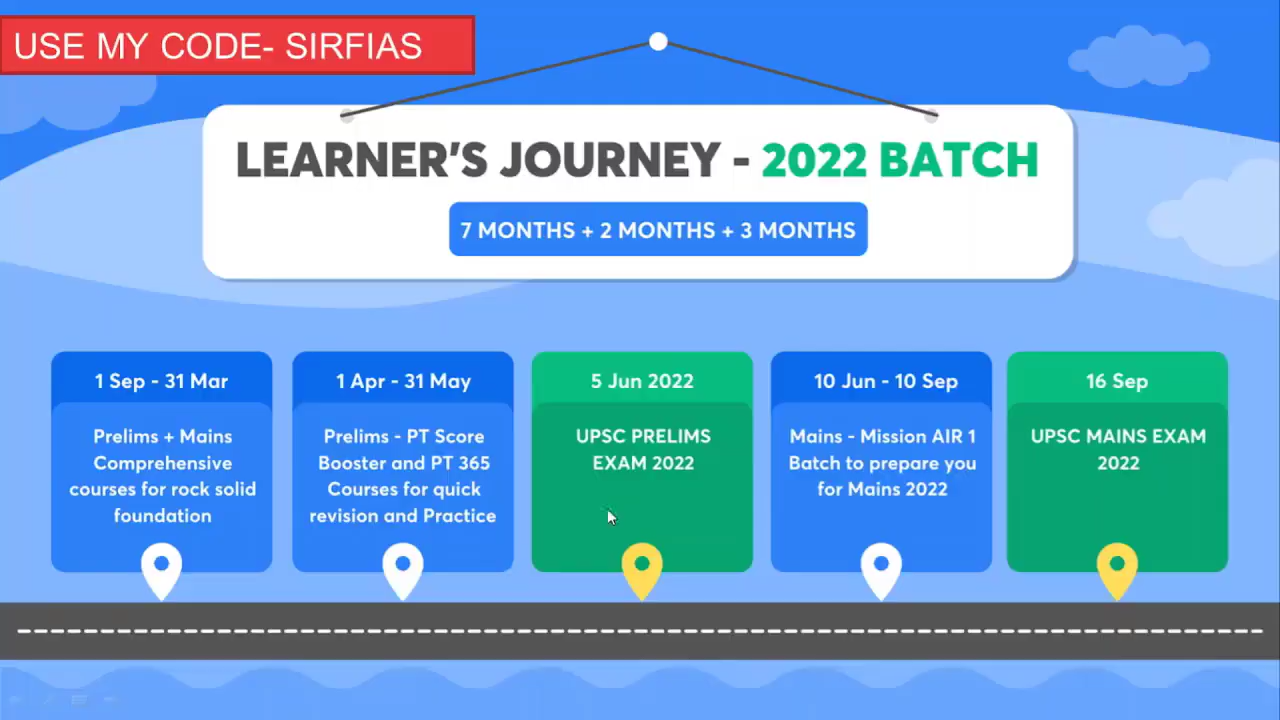 USE MY CODE- SIRFIAS
LEARNER'S JOURNEY - 2022 BATCH
7 MONTHS + 2 MONTHS + 3 MONTHS
1 Sep - 31 Mar
Prelims + Mains
Comprehensive
courses for rock solid
foundation
1 Apr - 31 May
Prelims - PT Score
Booster and PT 365
Courses for quick
revision and Practice
5 Jun 2022
UPSC PRELIMS
EXAM 2022
10 Jun - 10 Sep
Mains - Mission AIR 1
Batch to prepare you
for Mains 2022
16 Sep
UPSC MAINS EXAM
2022